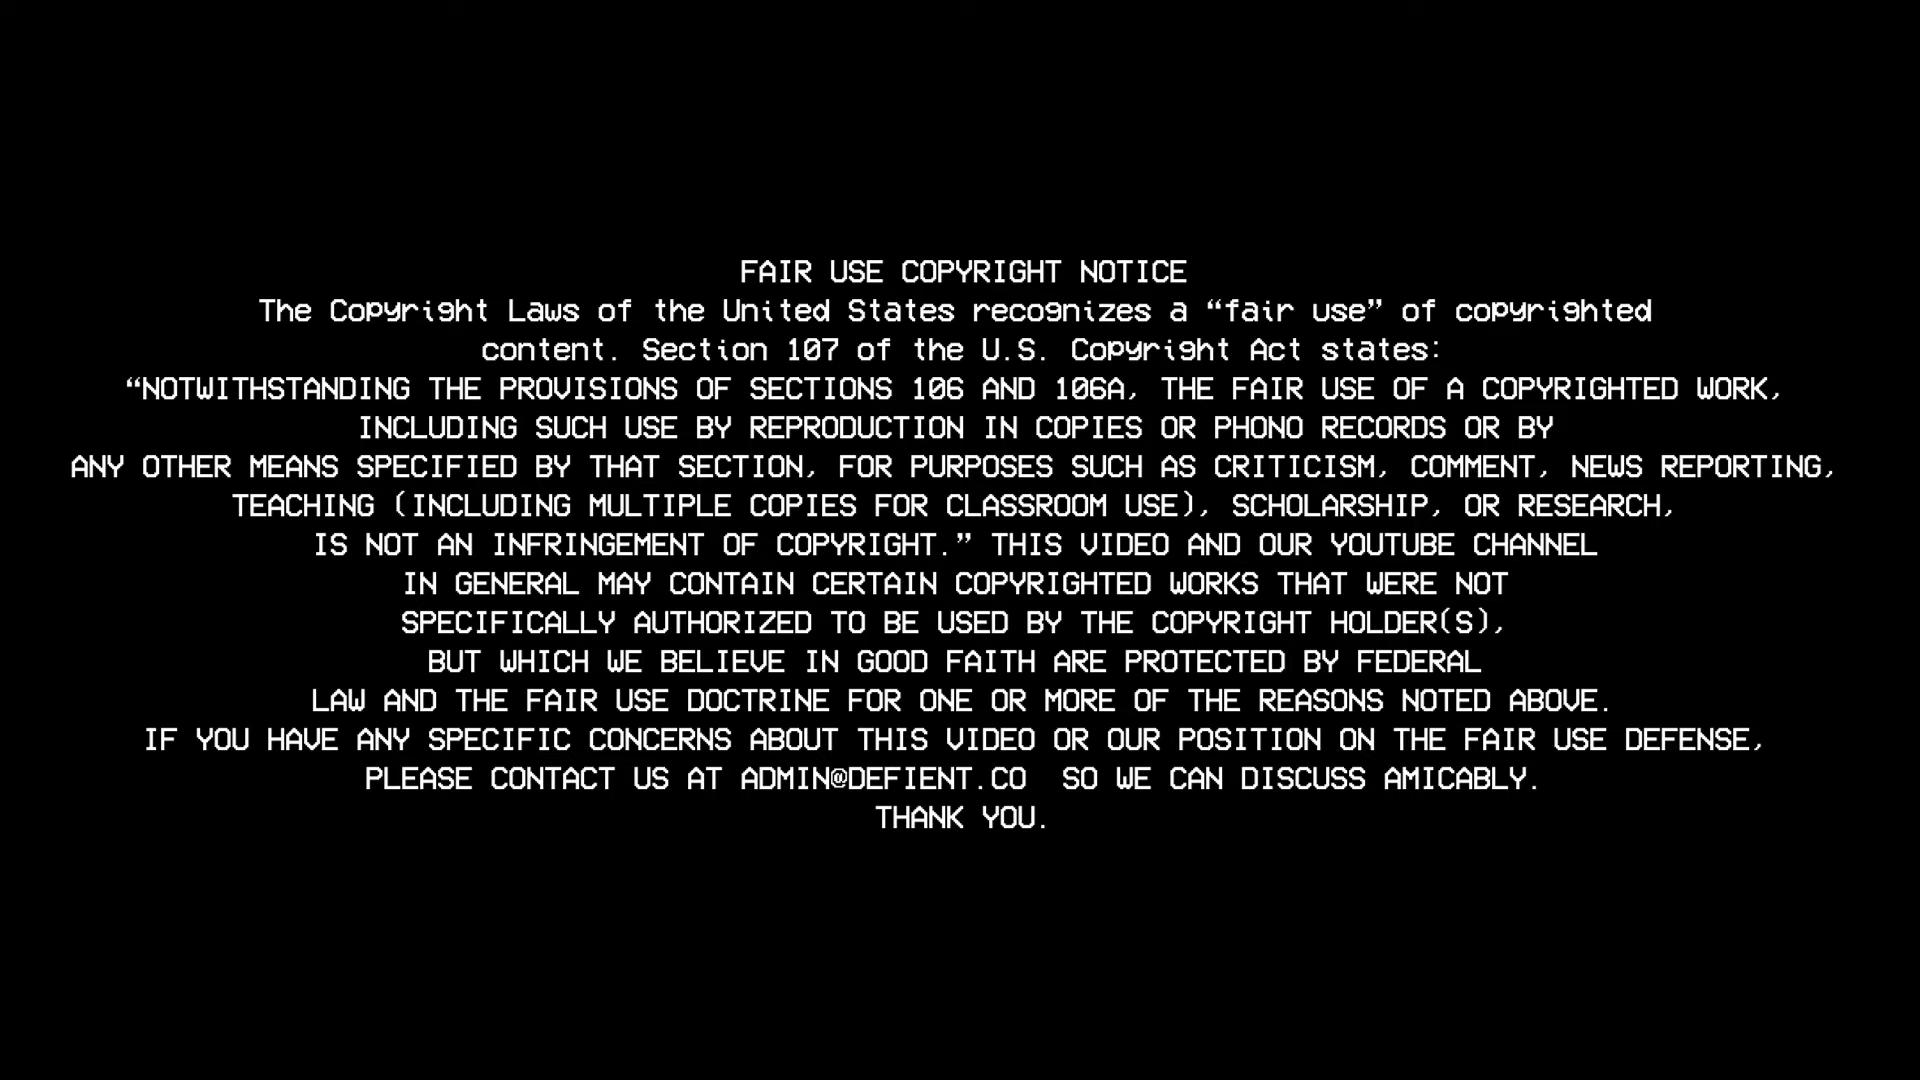 FAIR USE COPYRIGHT NOTICE
The Copyright Laws of the United States recognizes a “fair use” of copyrighted
content. Section 107 of the U.S. Copyright Act states:
“NOTWITHSTANDING THE PROVISIONS OF SECTIONS 106 AND 106A, THE FAIR USE OF A COPYRIGHTED WORK,
INCLUDING SUCH USE BY REPRODUCTION IN COPIES OR PHONO RECORDS OR BY
ANY OTHER MEANS SPECIFIED BY THAT SECTION, FOR PURPOSES SUCH AS CRITICISM, COMMENT, NEWS REPORTING,
TEACHING (INCLUDING MULTIPLE COPIES FOR CLASSROOM USE), SCHOLARSHIP, OR RESEARCH,
IS NOT AN INFRINGEMENT OF COPYRIGHT.” THIS VIDEO AND OUR YOUTUBE CHANNEL
IN GENERAL MAY CONTAIN CERTAIN COPYRIGHTED WORKS THAT WERE NOT
SPECIFICALLY AUTHORIZED TO BE USED BY THE COPYRIGHT HOLDER(S),
BUT WHICH WE BELIEVE IN GOOD FAITH ARE PROTECTED BY FEDERAL
LAW AND THE FAIR USE DOCTRINE FOR ONE OR MORE OF THE REASONS NOTED ABOVE.
IF YOU HAVE ANY SPECIFIC CONCERNS ABOUT THIS VIDEO OR OUR POSITION ON THE FAIR USE DEFENSE,
PLEASE CONTACT US AT ADMIN@DEFIENT.CO  SO WE CAN DISCUSS AMICABLY.
THANK YOU.